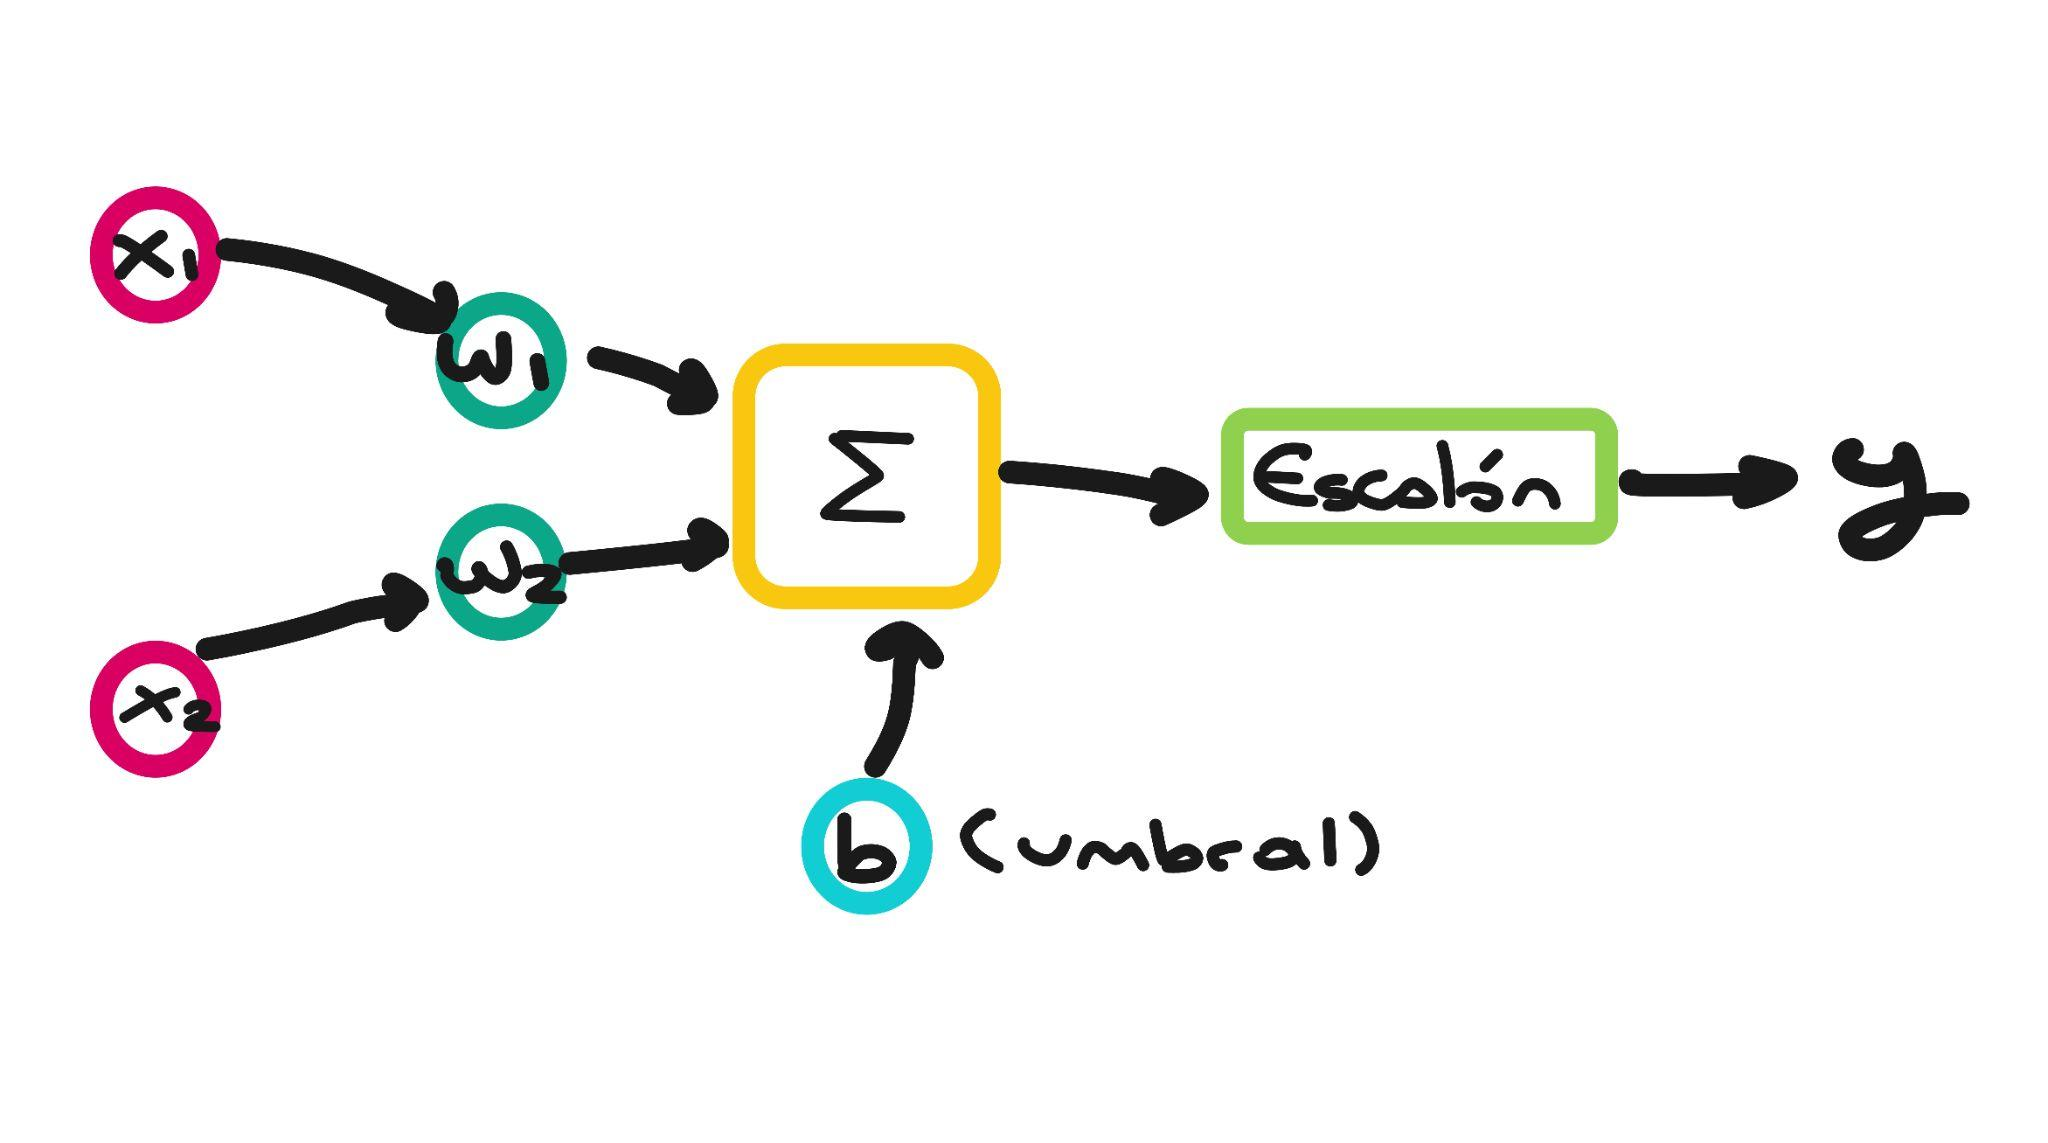 x₁
w₁
Σ
Escalón
y
w₂
x₂
b (umbral)